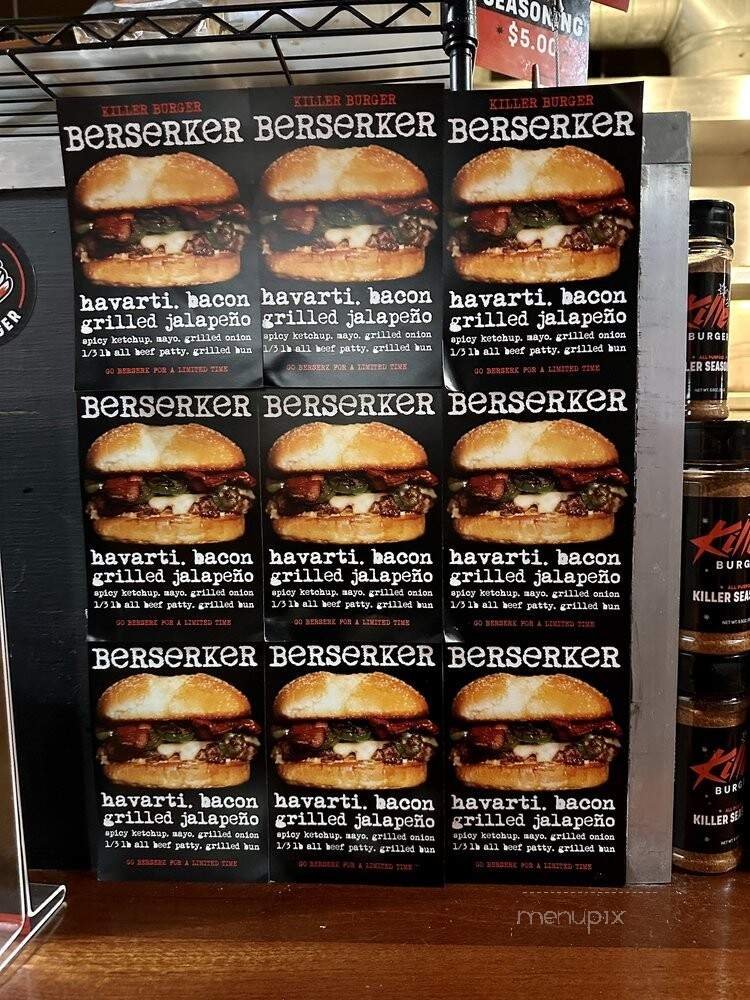 SEASONING
$5.00
KILLER BURGER
BERSERKER
havarti. bacon
grilled jalapeño
spicy ketchup. mayo. grilled onion
1/3 lb all beef patty. grilled bun
GO BERSERK FOR A LIMITED TIME
KILLER BURGER
BERSERKER
havarti. bacon
grilled jalapeño
spicy ketchup. mayo. grilled onion
1/3 lb all beef patty. grilled bun
GO BERSERK FOR A LIMITED TIME
KILLER BURGER
BERSERKER
havarti. bacon
grilled jalapeño
spicy ketchup. mayo. grilled onion
1/3 lb all beef patty. grilled bun
GO BERSERK FOR A LIMITED TIME
BERSERKER
havarti. bacon
grilled jalapeño
spicy ketchup. mayo. grilled onion
1/3 lb all beef patty. grilled bun
GO BERSERK FOR A LIMITED TIME
BERSERKER
havarti. bacon
grilled jalapeño
spicy ketchup. mayo. grilled onion
1/3 lb all beef patty. grilled bun
GO BERSERK FOR A LIMITED TIME
BERSERKER
havarti. bacon
grilled jalapeño
spicy ketchup. mayo. grilled onion
1/3 lb all beef patty. grilled bun
GO BERSERK FOR A LIMITED TIME
BERSERKER
havarti. bacon
grilled jalapeño
spicy ketchup. mayo. grilled onion
1/3 lb all beef patty. grilled bun
GO BERSERK FOR A LIMITED TIME
BERSERKER
havarti. bacon
grilled jalapeño
spicy ketchup. mayo. grilled onion
1/3 lb all beef patty. grilled bun
GO BERSERK FOR A LIMITED TIME
BERSERKER
havarti. bacon
grilled jalapeño
spicy ketchup. mayo. grilled onion
1/3 lb all beef patty. grilled bun
GO BERSERK FOR A LIMITED TIME
Kille
BURGER
LER SEASO
Kill
BURG
KILLER SEA
Kill
BURG
KILLER SEA
menupix